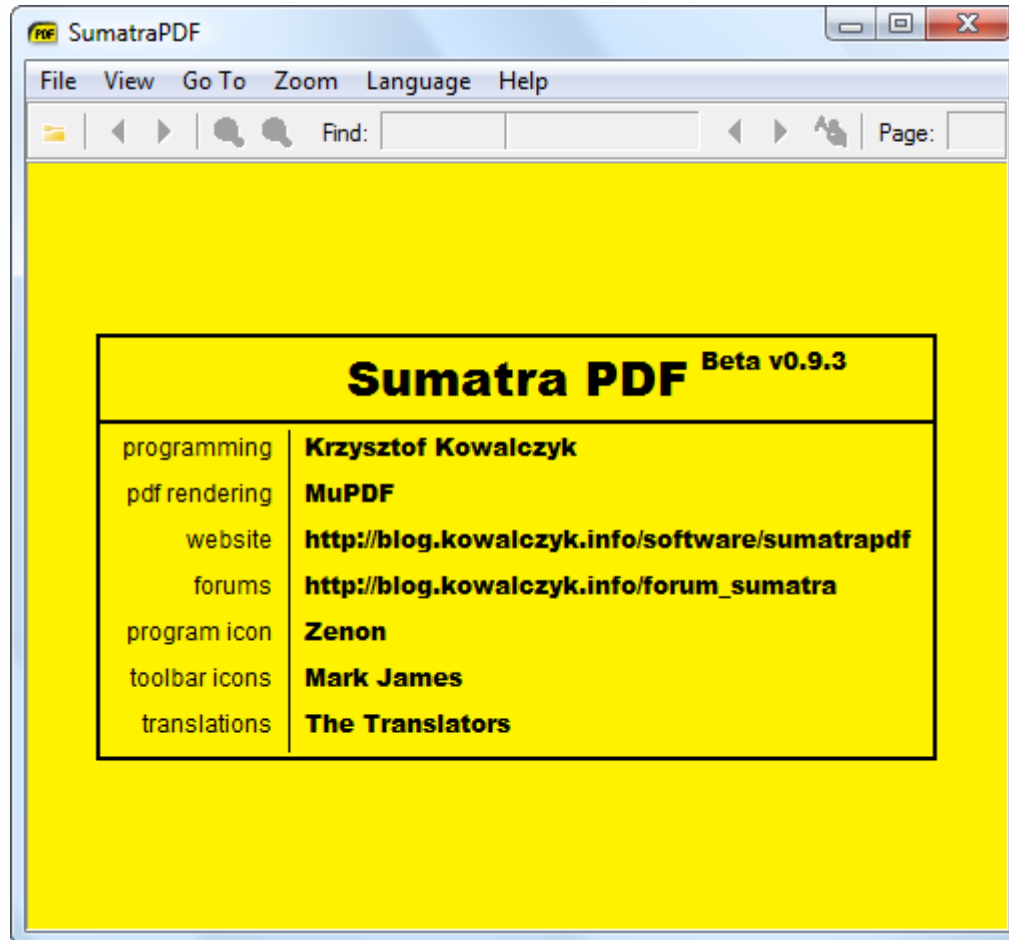 PDF SumatraPDF
File View Go To Zoom Language Help
Find: Page:
Sumatra PDF Beta v0.9.3
programming Krzysztof Kowalczyk
pdf rendering MuPDF
website http://blog.kowalczyk.info/software/sumatrapdf
forums http://blog.kowalczyk.info/forum_sumatra
program icon Zenon
toolbar icons Mark James
translations The Translators